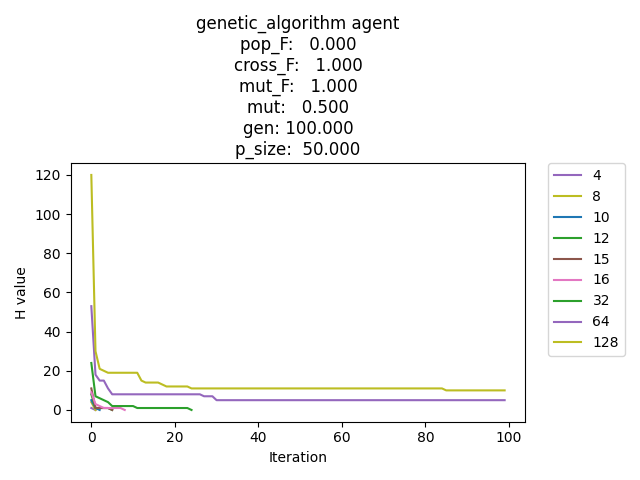 genetic_algorithm agent
pop_F: 0.000
cross_F: 1.000
mut_F: 1.000
mut: 0.500
gen: 100.000
p_size: 50.000
120
100
80
60
40
20
0
H value
0
20
40
60
80
100
Iteration
4
8
10
12
15
16
32
64
128